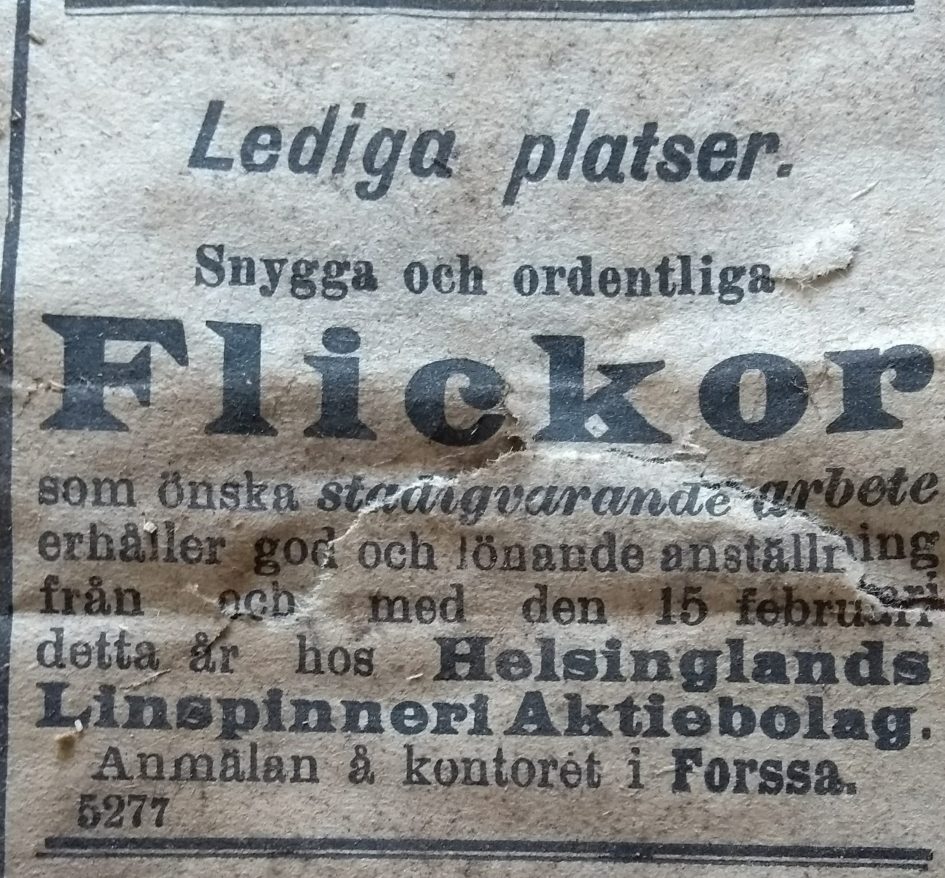 Lediga platser.
Snygga och ordentliga
Flickor
som önska stadigvarande arbete
erhåller god och lönande anställning
från och med den 15 februari
detta år hos Helsinglands
Linspinneri Aktiebolag.
Anmälan å kontoret i Forssa.
5277